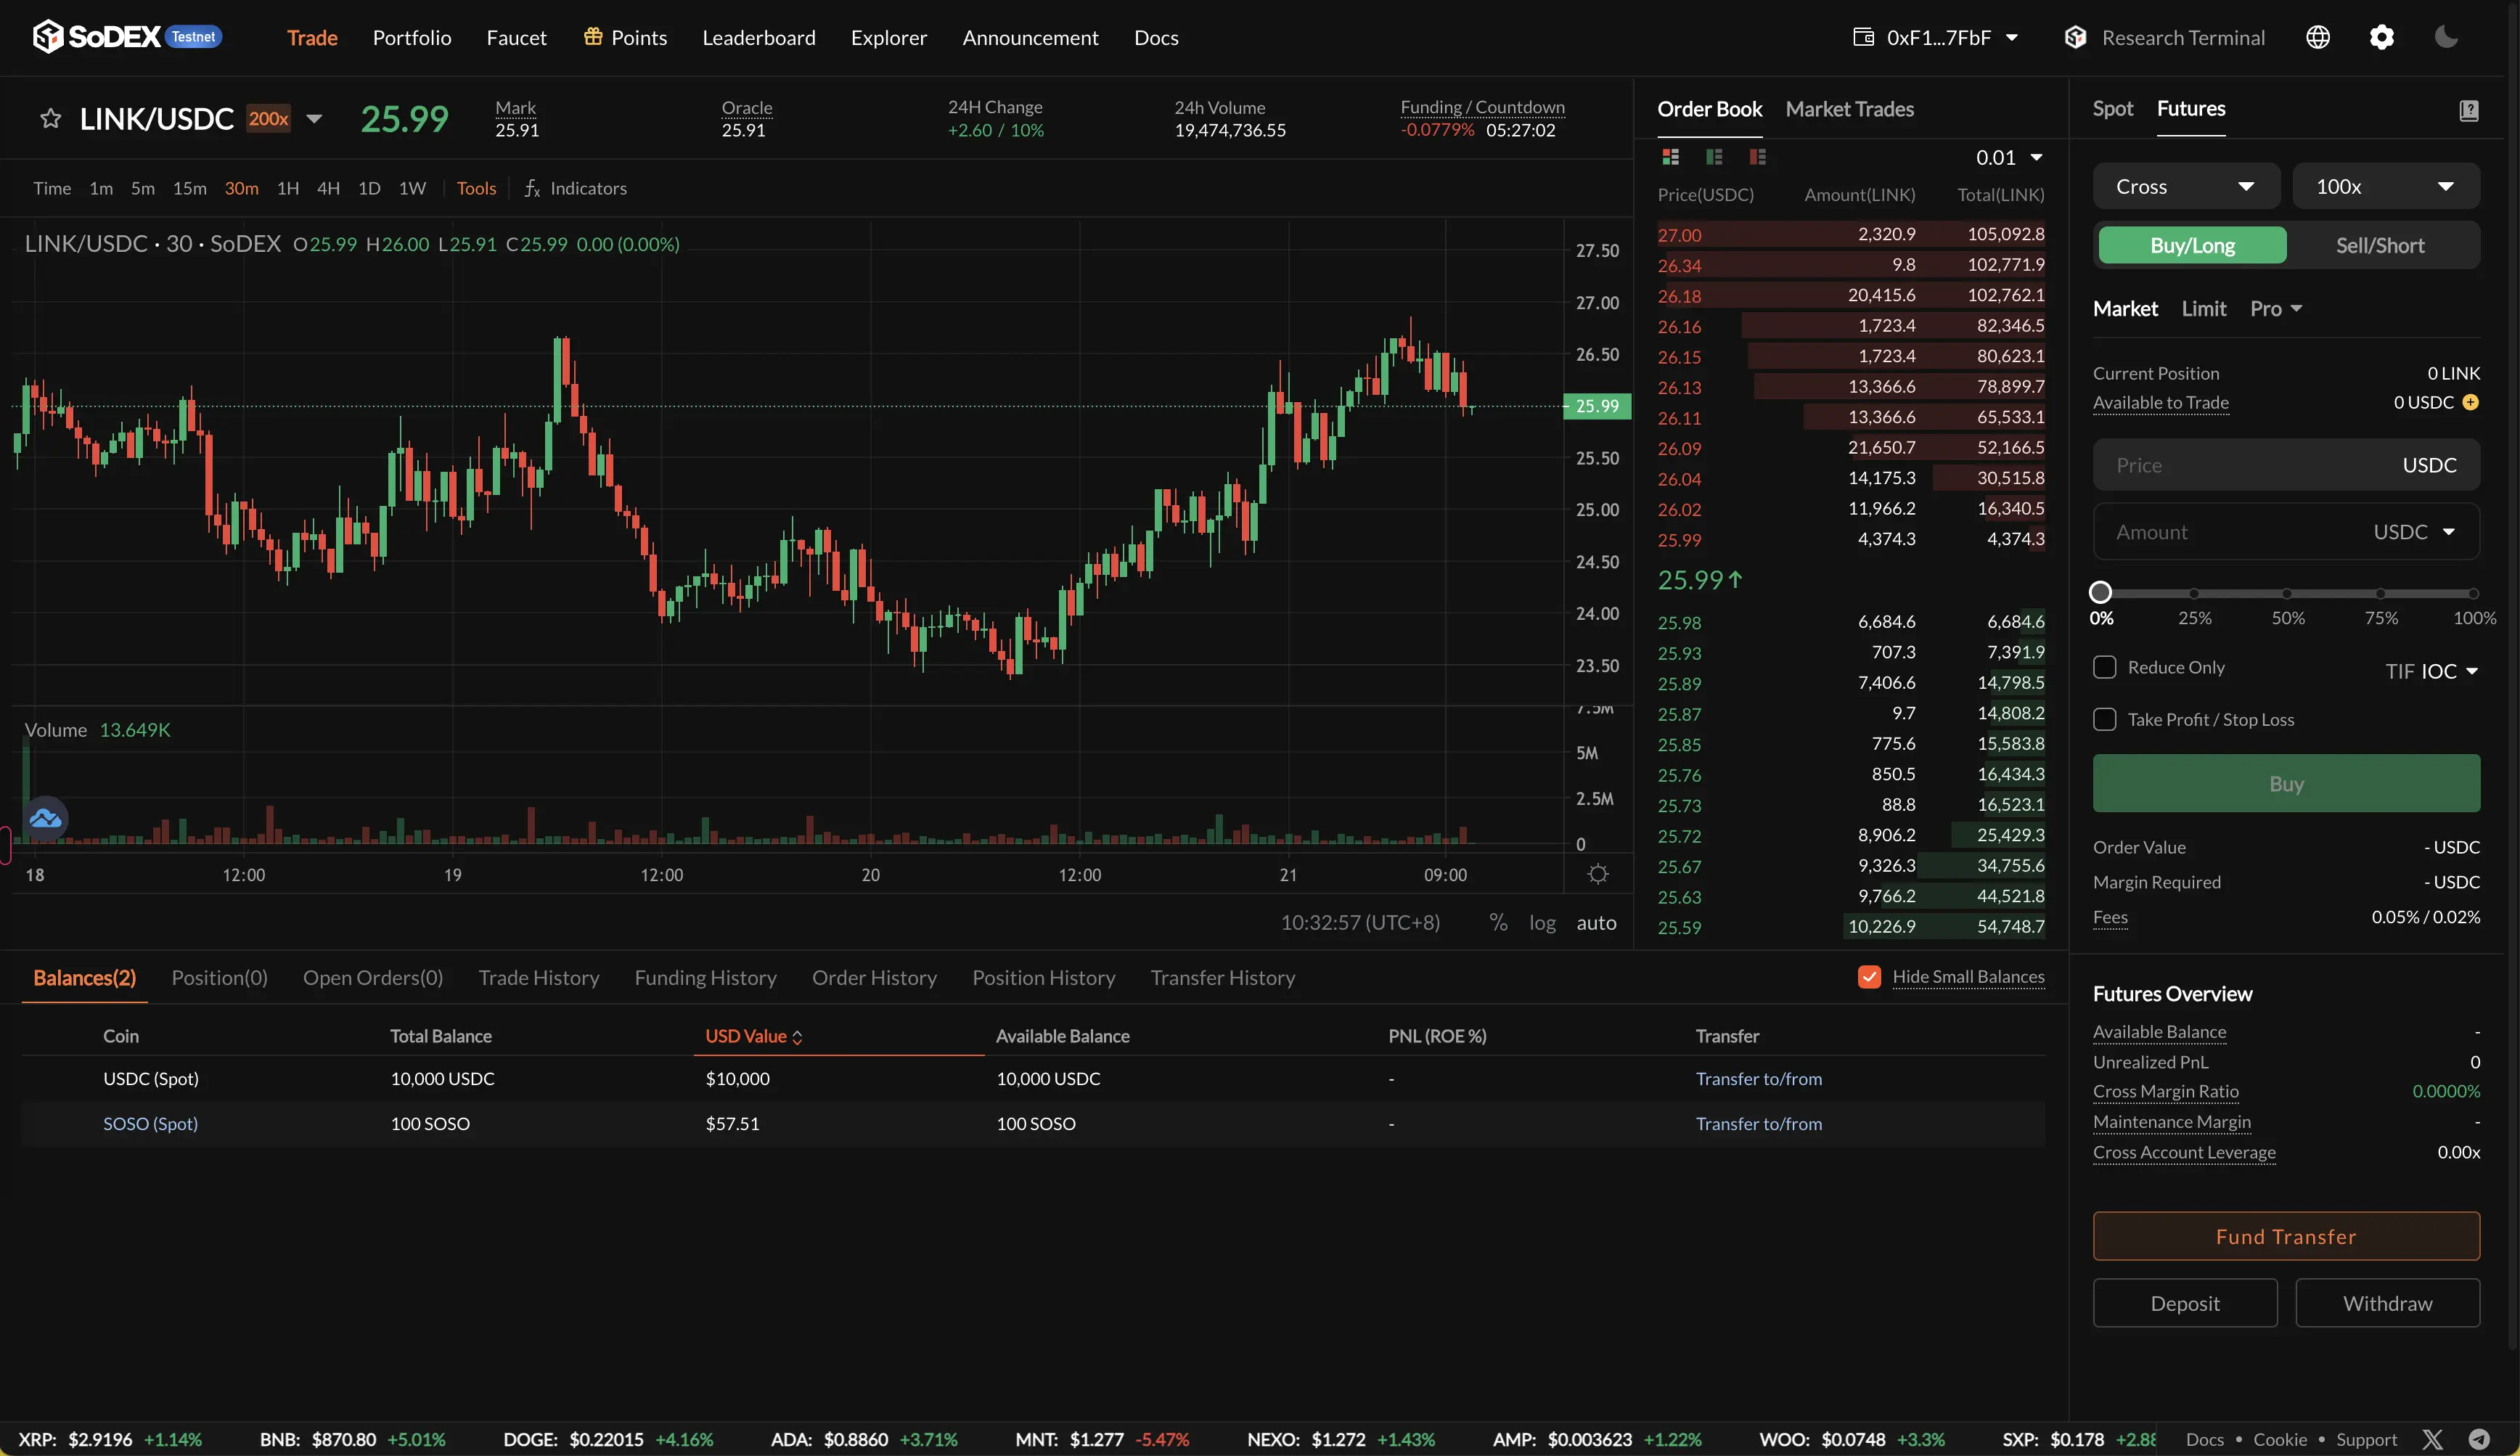 SoDEX Testnet Trade Portfolio Faucet Points Leaderboard Explorer Announcement Docs 0xF1...7FbF Research Terminal
LINK/USDC 200x 25.99
Mark 25.91
Oracle 25.91
24H Change +2.60 / 10%
24h Volume 19,474,736.55
Funding / Countdown -0.0779% 05:27:02
Time 1m 5m 15m 30m 1H 4H 1D 1W Tools fx Indicators
LINK/USDC · 30 · SoDEX O25.99 H26.00 L25.91 C25.99 0.00 (0.00%)
27.50
27.00
26.50
25.99
25.50
25.00
24.50
24.00
23.50
Volume 13.649K
7.5M
5M
2.5M
0
18 12:00 19 12:00 20 12:00 21 09:00
10:32:57 (UTC+8) % log auto
Order Book Market Trades
0.01
Price(USDC) Amount(LINK) Total(LINK)
27.00 2,320.9 105,092.8
26.34 9.8 102,771.9
26.18 20,415.6 102,762.1
26.16 1,723.4 82,346.5
26.15 1,723.4 80,623.1
26.13 13,366.6 78,899.7
26.11 13,366.6 65,533.1
26.09 21,650.7 52,166.5
26.04 14,175.3 30,515.8
26.02 11,966.2 16,340.5
25.99 4,374.3 4,374.3
25.99↑
25.98 6,684.6 6,684.6
25.93 707.3 7,391.9
25.89 7,406.6 14,798.5
25.87 9.7 14,808.2
25.85 775.6 15,583.8
25.76 850.5 16,434.3
25.73 88.8 16,523.1
25.72 8,906.2 25,429.3
25.67 9,326.3 34,755.6
25.63 9,766.2 44,521.8
25.59 10,226.9 54,748.7
Spot Futures
Cross 100x
Buy/Long Sell/Short
Market Limit Pro
Current Position 0 LINK
Available to Trade 0 USDC
Price USDC
Amount USDC
0% 25% 50% 75% 100%
Reduce Only TIF IOC
Take Profit / Stop Loss
Buy
Order Value - USDC
Margin Required - USDC
Fees 0.05% / 0.02%
Futures Overview
Available Balance -
Unrealized PnL 0
Cross Margin Ratio 0.0000%
Maintenance Margin -
Cross Account Leverage 0.00x
Fund Transfer
Deposit Withdraw
Balances(2) Position(0) Open Orders(0) Trade History Funding History Order History Position History Transfer History Hide Small Balances
Coin Total Balance USD Value Available Balance PNL (ROE %) Transfer
USDC (Spot) 10,000 USDC $10,000 10,000 USDC - Transfer to/from
SOSO (Spot) 100 SOSO $57.51 100 SOSO - Transfer to/from
XRP: $2.9196 +1.14% BNB: $870.80 +5.01% DOGE: $0.22015 +4.16% ADA: $0.8860 +3.71% MNT: $1.277 -5.47% NEXO: $1.272 +1.43% AMP: $0.003623 +1.22% WOO: $0.0748 +3.3% SXP: $0.178 +2.88 Docs • Cookie • Support